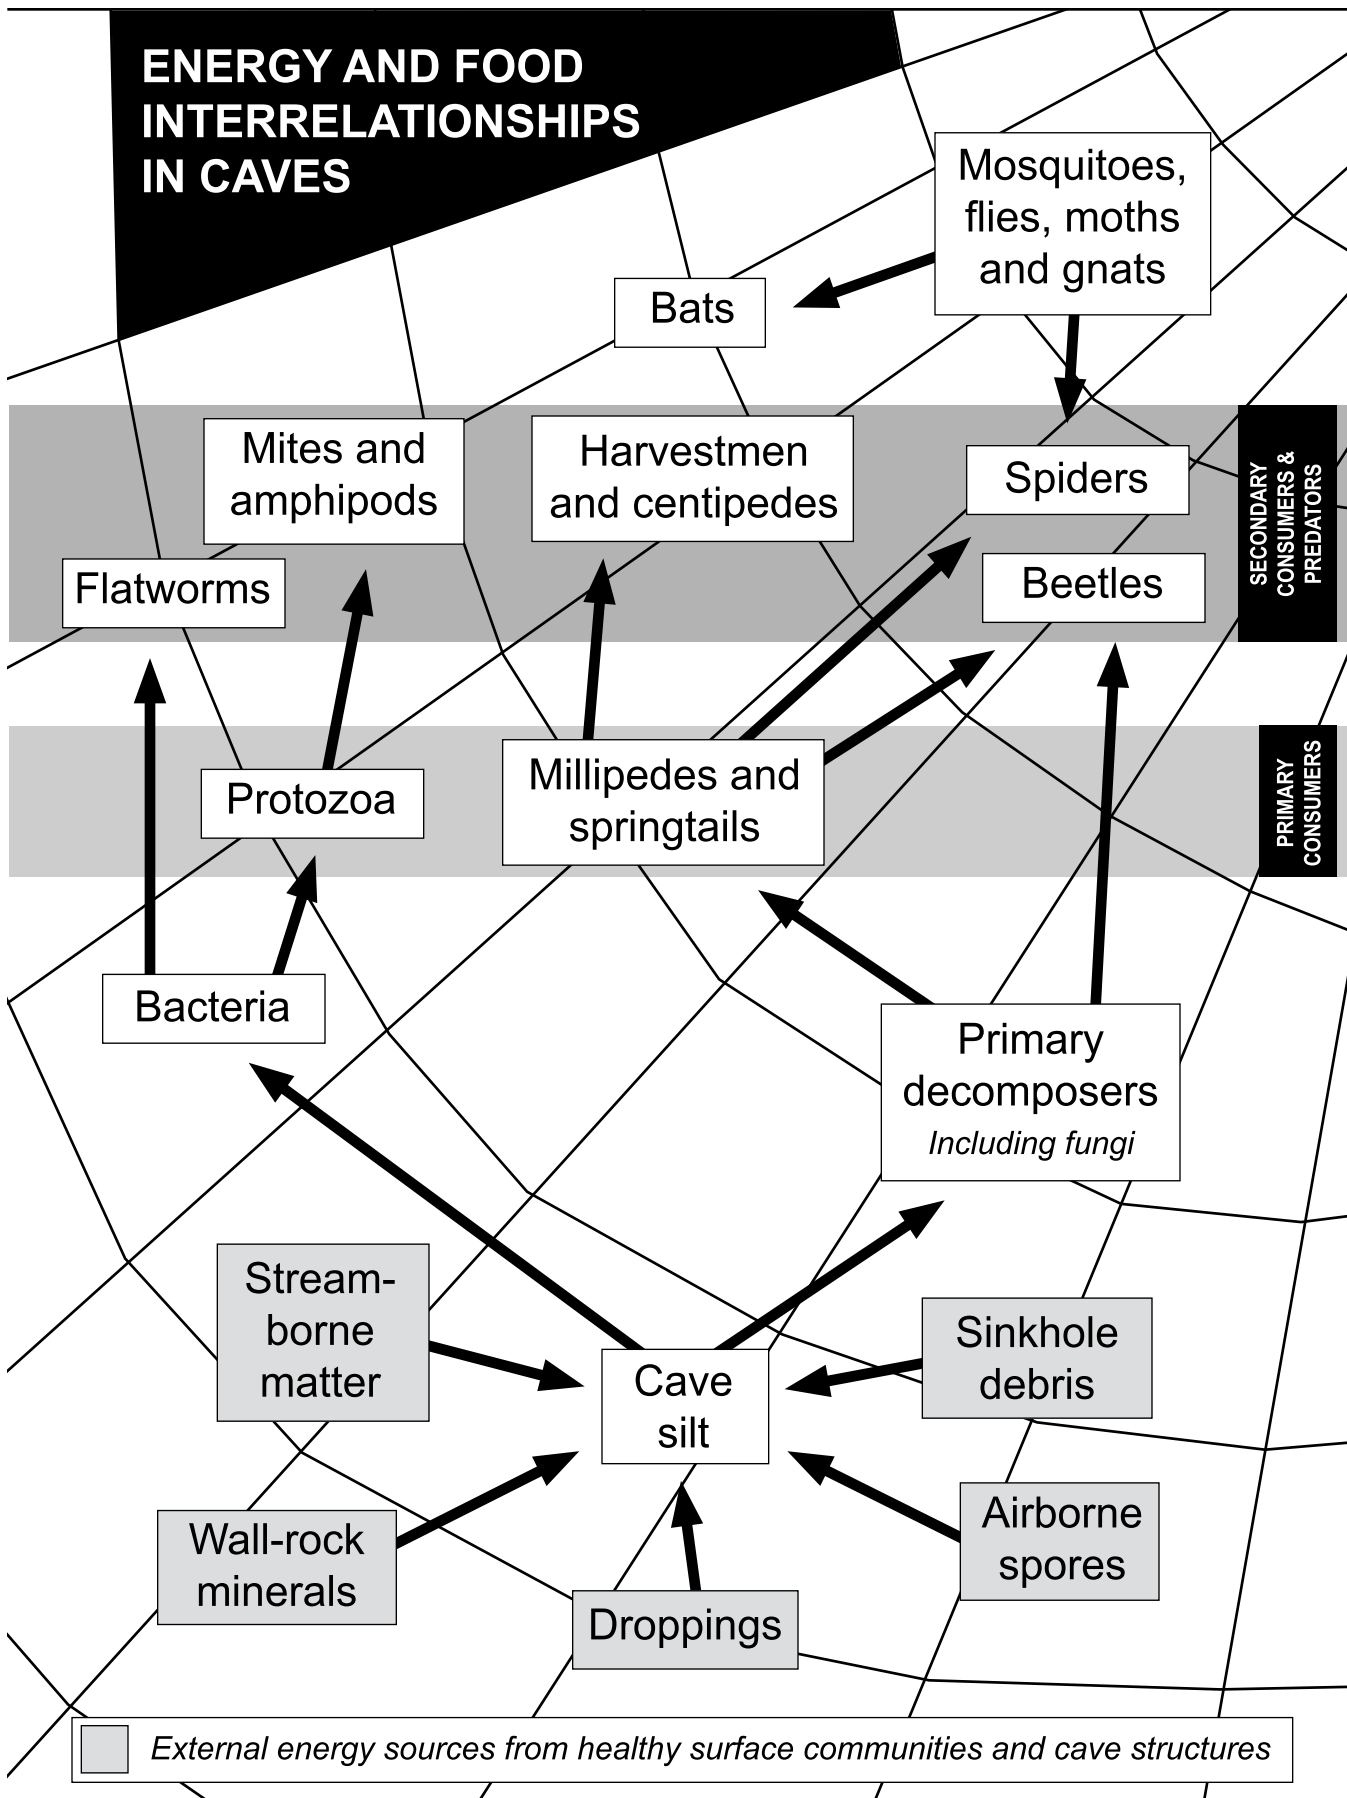 ENERGY AND FOOD
INTERRELATIONSHIPS
IN CAVES
Mosquitoes,
flies, moths
and gnats
Bats
Mites and
amphipods
Harvestmen
and centipedes
Spiders
SECONDARY
CONSUMERS &
PREDATORS
Flatworms
Beetles
Protozoa
Millipedes and
springtails
PRIMARY
CONSUMERS
Bacteria
Primary
decomposers
Including fungi
Stream-
borne
matter
Cave
silt
Sinkhole
debris
Wall-rock
minerals
Droppings
Airborne
spores
External energy sources from healthy surface communities and cave structures